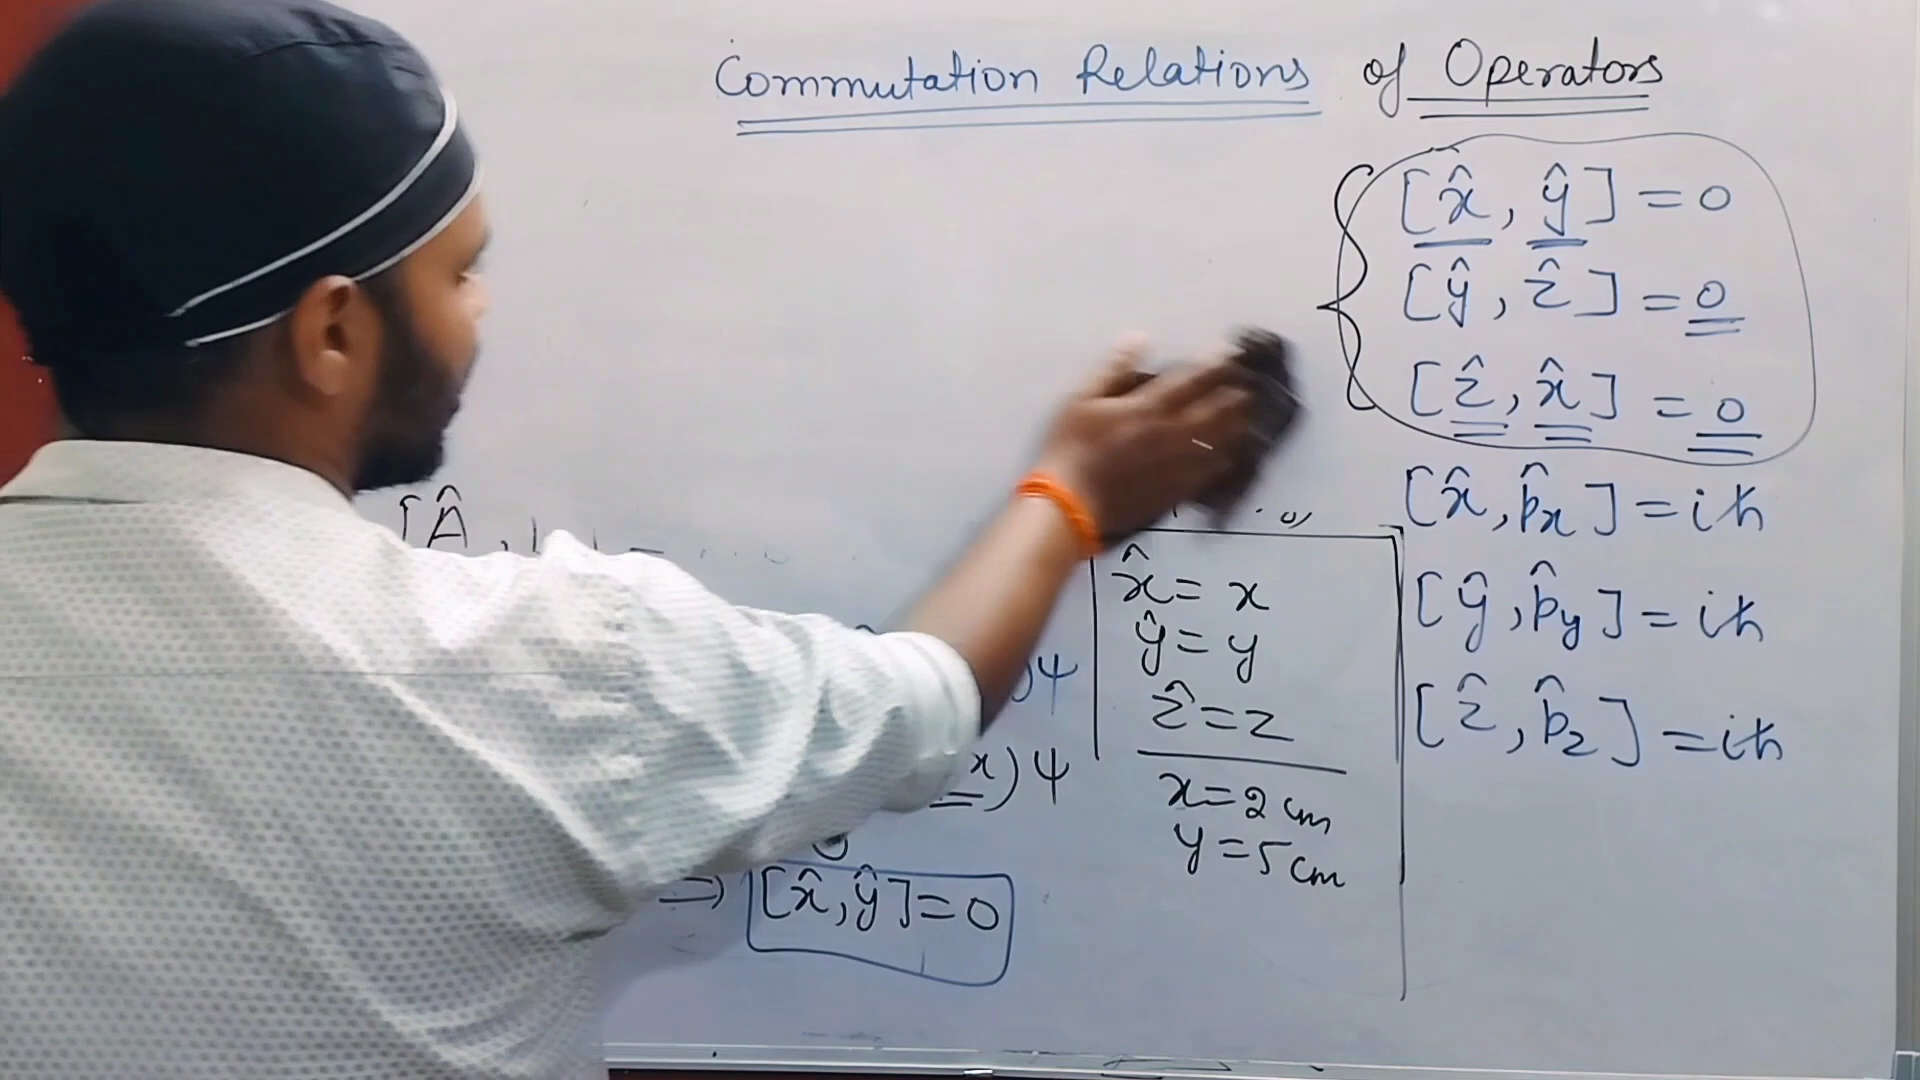 Commutation Relations of Operators
[x̂, ŷ] = 0
[ŷ, ẑ] = 0
[ẑ, x̂] = 0
[x̂, p̂x] = iħ
[ŷ, p̂y] = iħ
[ẑ, p̂z] = iħ
[Â,
x̂ = x
ŷ = y
ẑ = z
x = 2 cm
y = 5 cm
)ψ
x)ψ
⇒ [x̂, ŷ] = 0